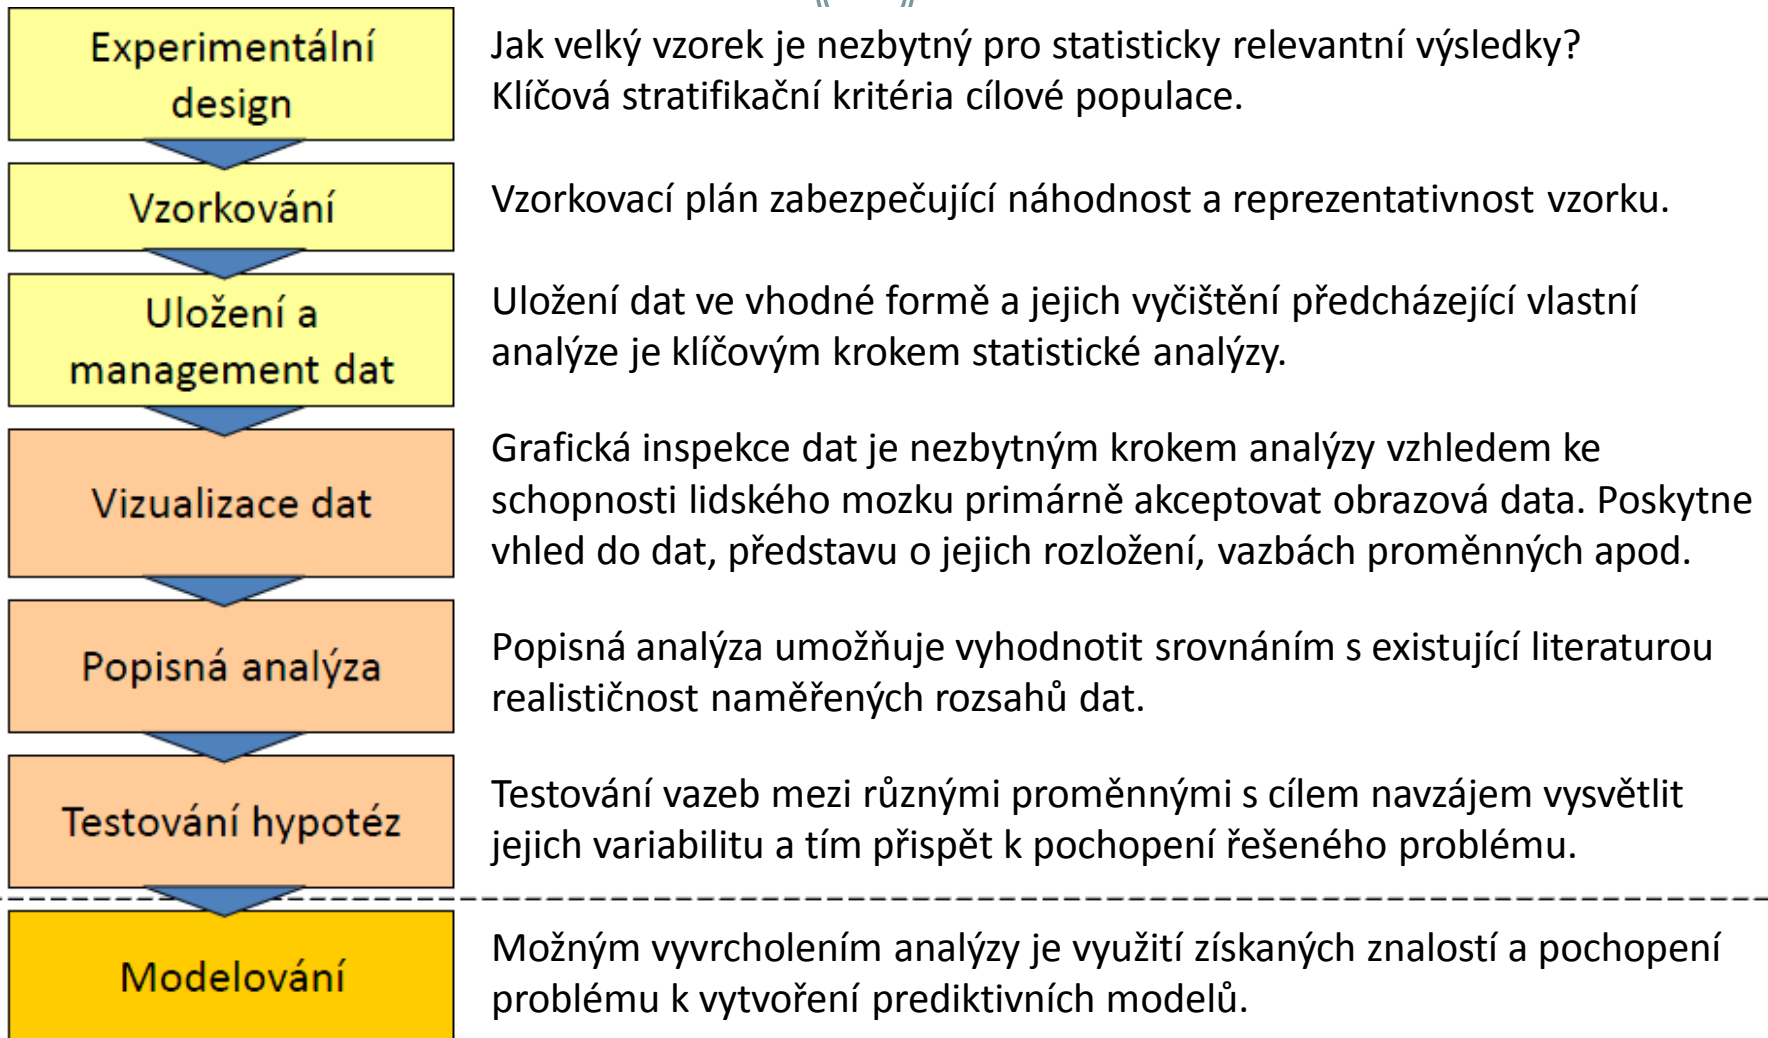 Experimentální
design
Jak velký vzorek je nezbytný pro statisticky relevantní výsledky?
Klíčová stratifikační kritéria cílové populace.
Vzorkování
Vzorkovací plán zabezpečující náhodnost a reprezentativnost vzorku.
Uložení a
management dat
Uložení dat ve vhodné formě a jejich vyčištění předcházející vlastní
analýze je klíčovým krokem statistické analýzy.
Vizualizace dat
Grafická inspekce dat je nezbytným krokem analýzy vzhledem ke
schopnosti lidského mozku primárně akceptovat obrazová data. Poskytne
vhled do dat, představu o jejich rozložení, vazbách proměnných apod.
Popisná analýza
Popisná analýza umožňuje vyhodnotit srovnáním s existující literaturou
realističnost naměřených rozsahů dat.
Testování hypotéz
Testování vazeb mezi různými proměnnými s cílem navzájem vysvětlit
jejich variabilitu a tím přispět k pochopení řešeného problému.
Modelování
Možným vyvrcholením analýzy je využití získaných znalostí a pochopení
problému k vytvoření prediktivních modelů.